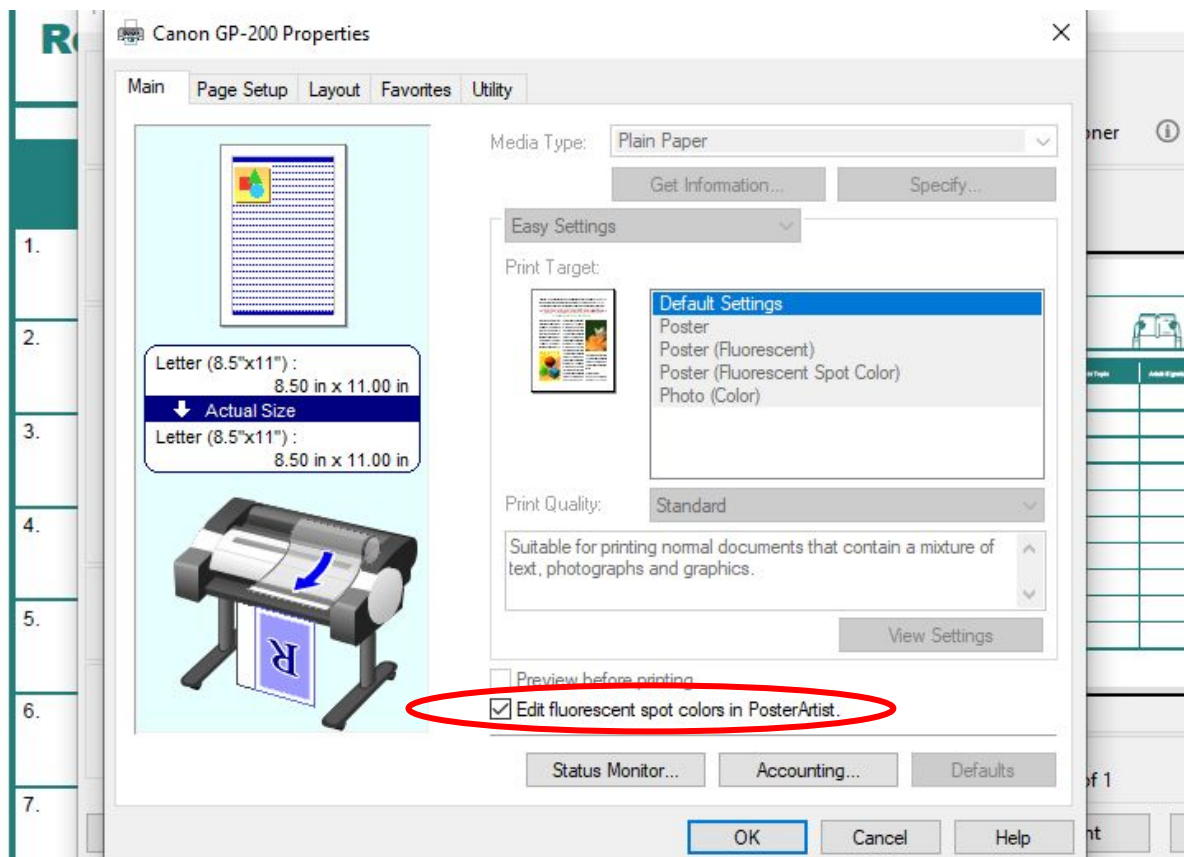 Canon GP-200 Properties
Main Page Setup Layout Favorites Utility
Media Type: Plain Paper
Get Information... Specify...
Easy Settings
Print Target:
Default Settings
Poster
Poster (Fluorescent)
Poster (Fluorescent Spot Color)
Photo (Color)
Letter (8.5"x11") :
8.50 in x 11.00 in
Actual Size
Letter (8.5"x11") :
8.50 in x 11.00 in
Print Quality: Standard
Suitable for printing normal documents that contain a mixture of
text, photographs and graphics.
View Settings
Preview before printing
Edit fluorescent spot colors in PosterArtist.
Status Monitor... Accounting... Defaults
OK Cancel Help
1.
2.
3.
4.
5.
6.
7.
of 1